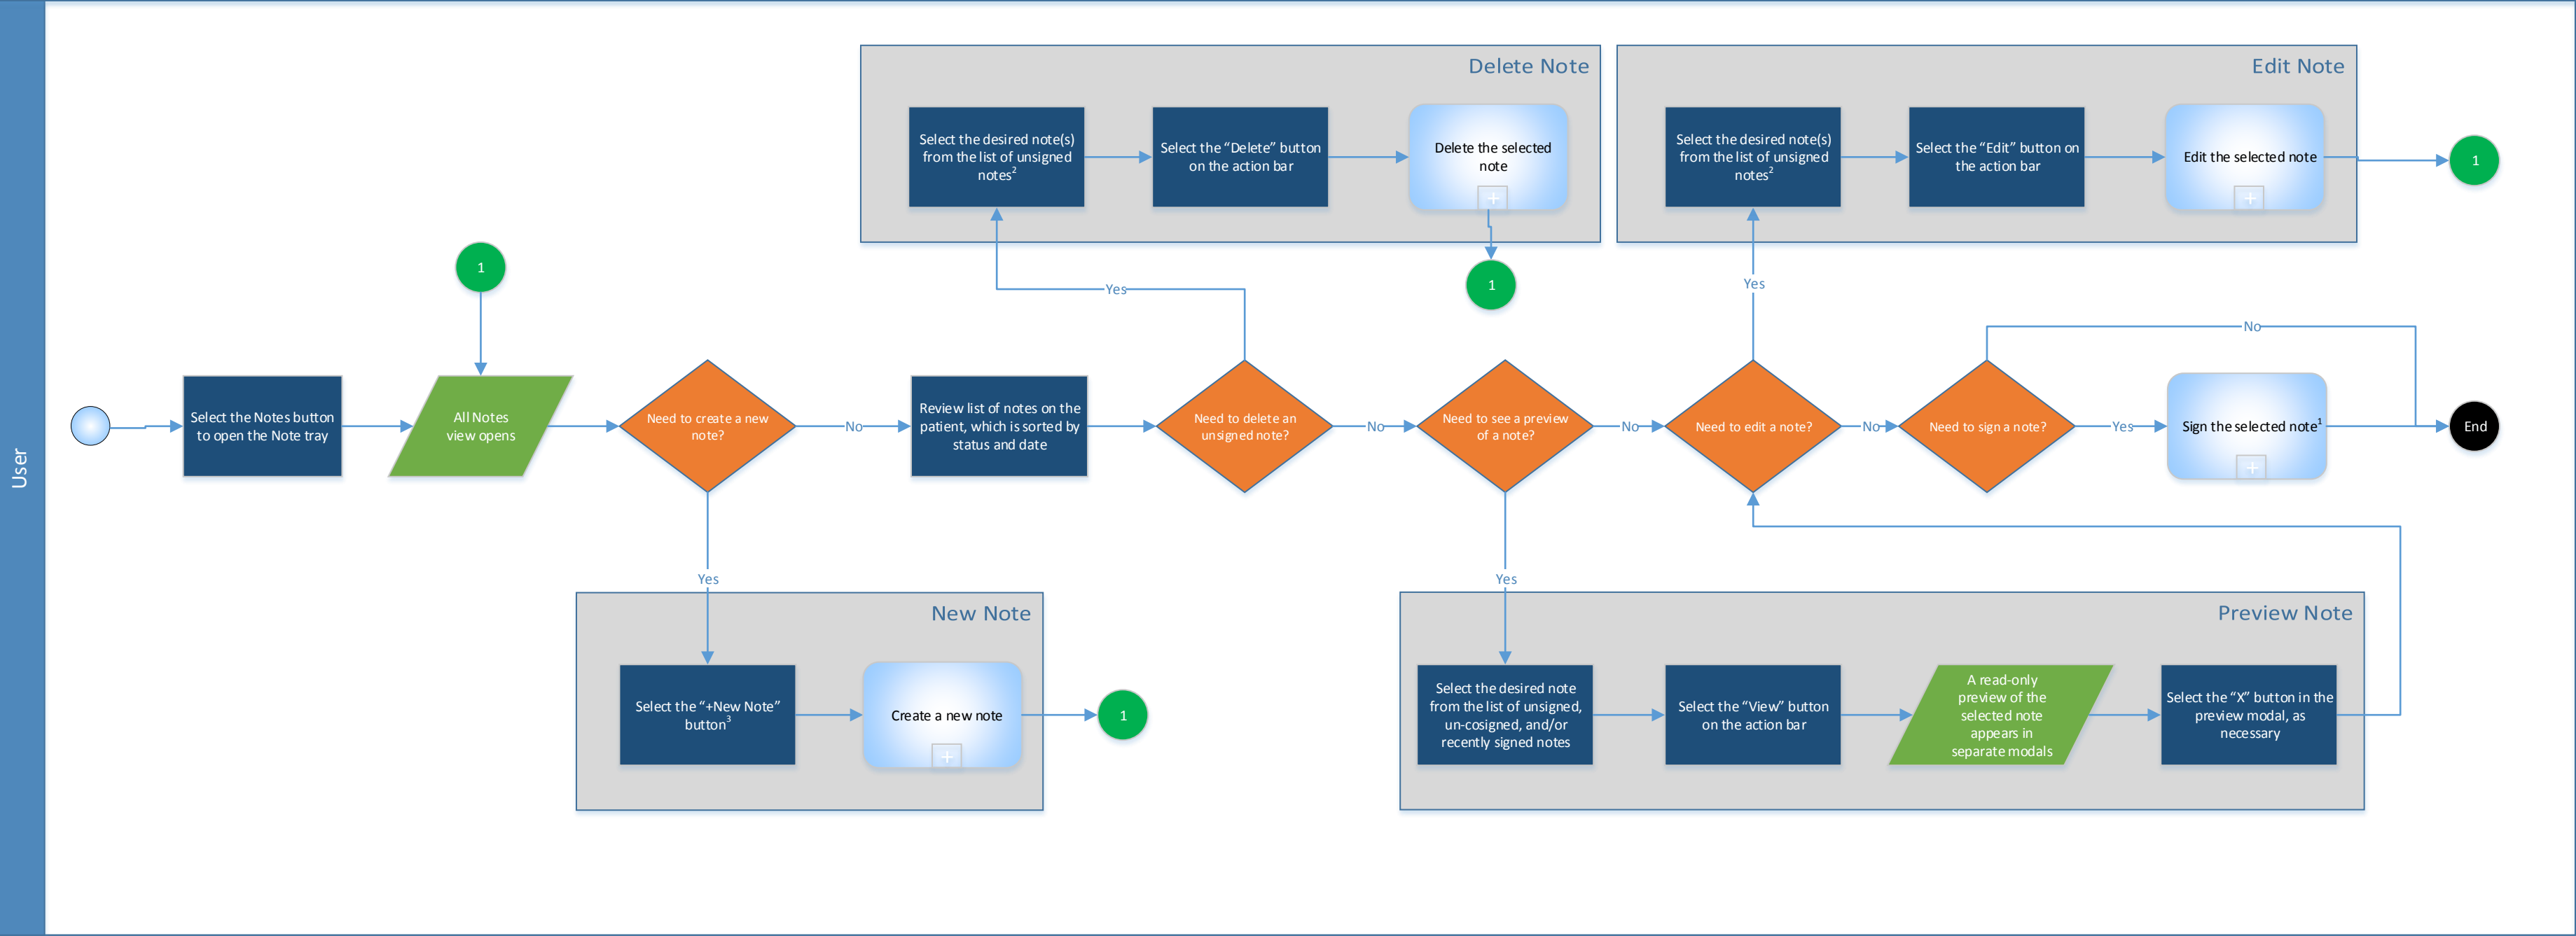 User
Delete Note
Select the desired note(s)
from the list of unsigned
notes2
Select the “Delete” button
on the action bar
Delete the selected
note
+
1
Edit Note
Select the desired note(s)
from the list of unsigned
notes2
Select the “Edit” button on
the action bar
Edit the selected note
+
1
1
Yes
Yes
No
Select the Notes button
to open the Note tray
All Notes
view opens
Need to create a new
note?
No
Review list of notes on the
patient, which is sorted by
status and date
Need to delete an
unsigned note?
No
Need to see a preview
of a note?
No
Need to edit a note?
No
Need to sign a note?
Yes
Sign the selected note1
+
End
Yes
Yes
New Note
Select the “+New Note”
button3
Create a new note
+
1
Preview Note
Select the desired note
from the list of unsigned,
un-cosigned, and/or
recently signed notes
Select the “View” button
on the action bar
A read-only
preview of the
selected note
appears in
separate modals
Select the “X” button in the
preview modal, as
necessary